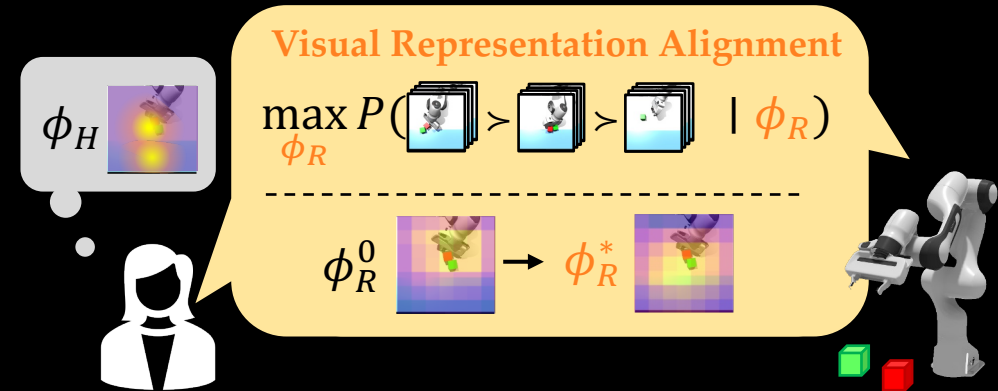 Visual Representation Alignment
ϕ_H
max P( ≻ ≻ | ϕ_R)
ϕ_R
ϕ_R^0 → ϕ_R^*